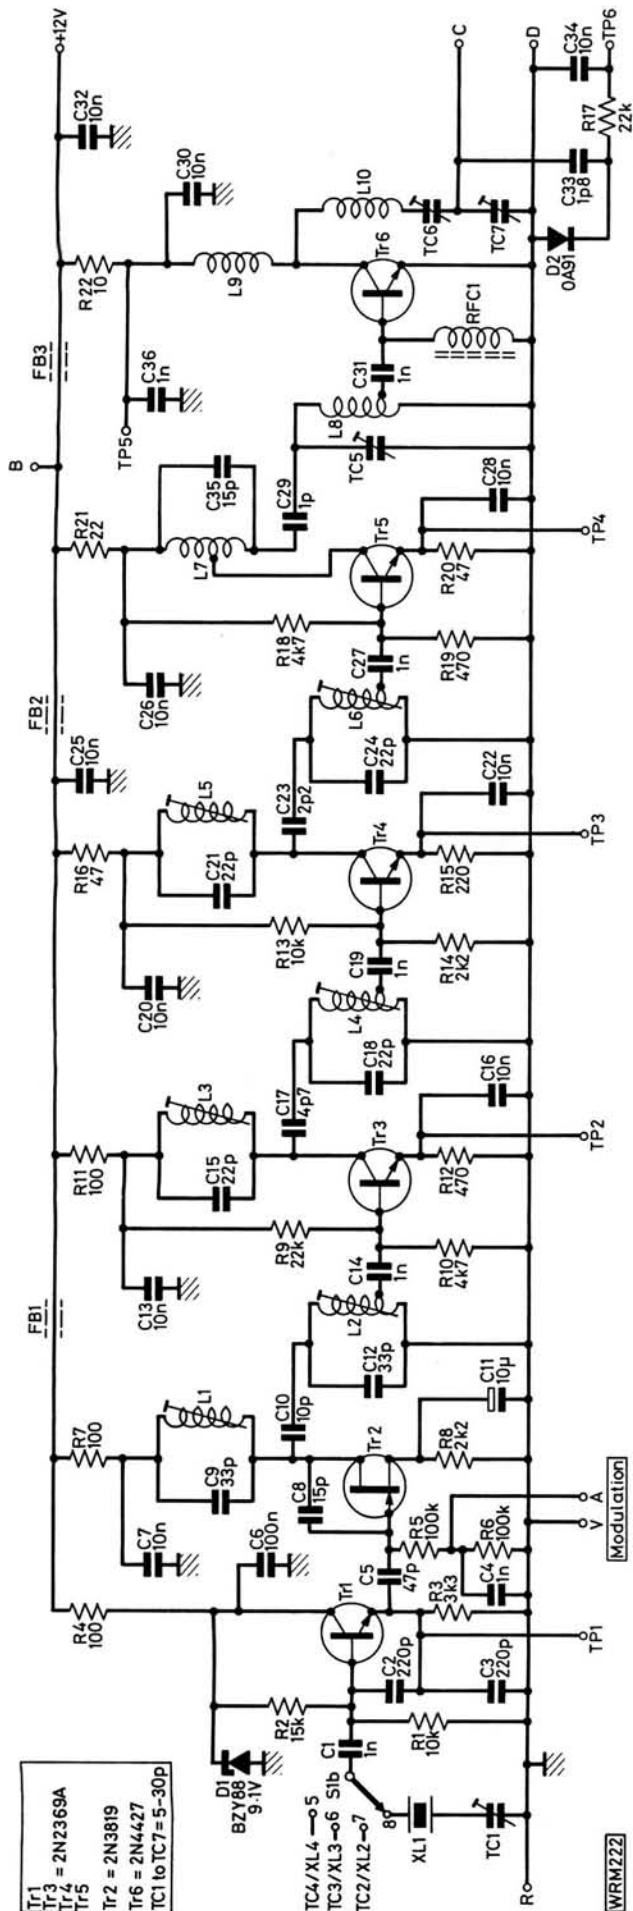 Tr1
Tr3 = 2N2369A
Tr4
Tr5
Tr2 = 2N3819
Tr6 = 2N4427
TC1 to TC7 = 5-30p
WRM222
FB1
FB2
FB3
B
+12V
R4
100
R7
100
R11
100
R16
47
C25
10n
R21
22
R22
10
C32
10n
D1
BZY88
9·1V
C6
100n
C7
10n
C9
33p
L1
C13
10n
C15
22p
L3
C20
10n
C21
22p
L5
C26
10n
L7
C35
15p
TP5
C36
1n
L9
C30
10n
R2
15k
C8
15p
C10
10p
R9
22k
C17
4p7
R13
10k
C23
2p2
R18
4k7
C29
1p
L10
TC6
TC7
C
TC4/XL4
5
TC3/XL3
6
TC2/XL2
7
8
S1b
C1
1n
Tr1
C5
47p
Tr2
C12
33p
L2
C14
1n
Tr3
C18
22p
L4
C19
1n
Tr4
C24
22p
L6
C27
1n
Tr5
TC5
L8
C31
1n
Tr6
XL1
TC1
R1
10k
C2
220p
C3
220p
R3
3k3
R5
100k
C4
1n
R6
100k
R8
2k2
C11
10µ
R10
4k7
R12
470
C16
10n
R14
2k2
R15
220
C22
10n
R19
470
R20
47
C28
10n
RFC1
D2
OA91
C33
1p8
R17
22k
C34
10n
D
TP6
R
TP1
V
A
Modulation
TP2
TP3
TP4